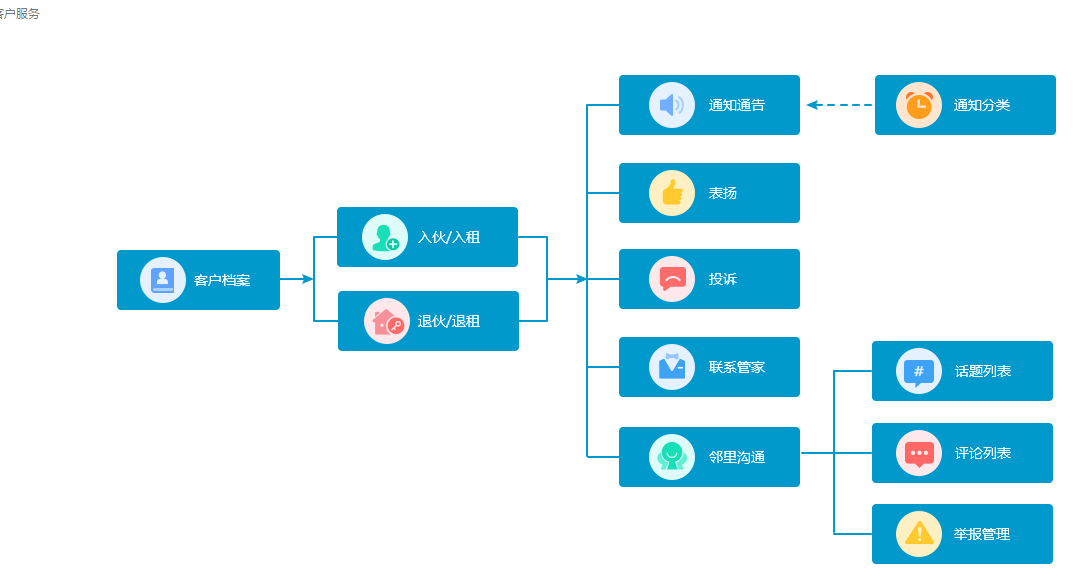 客户服务
通知通告
通知分类
表扬
入伙/入租
投诉
客户档案
退伙/退租
联系管家
话题列表
#
邻里沟通
评论列表
举报管理